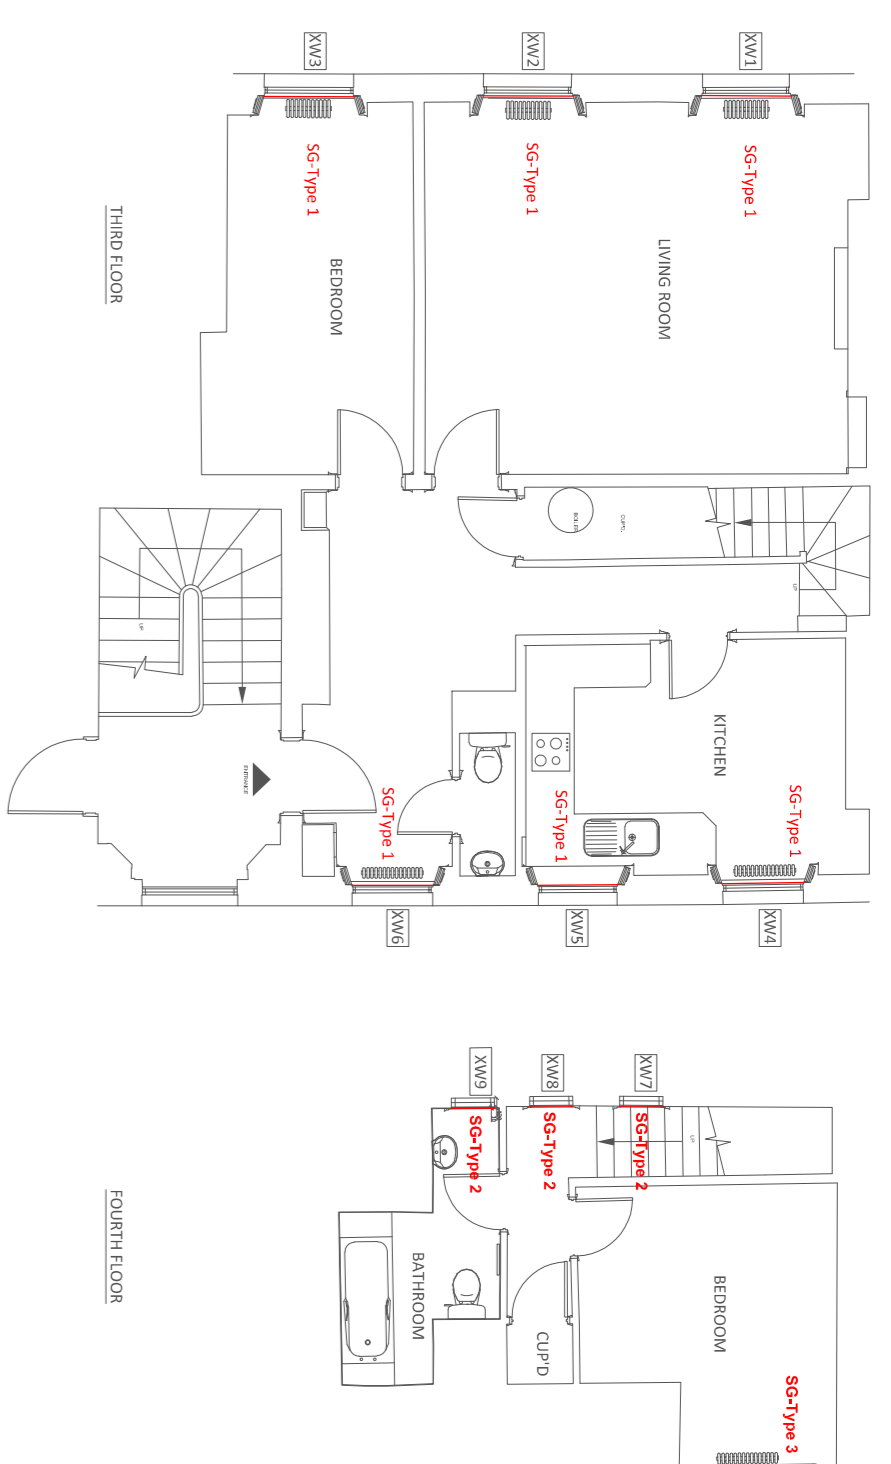 XW3
XW2
XW1
SG-Type 1
SG-Type 1
SG-Type 1
BEDROOM
LIVING ROOM
THIRD FLOOR
BOILER
CUP'D.
UP
UP
KITCHEN
ENTRANCE
SG-Type 1
SG-Type 1
SG-Type 1
XW6
XW5
XW4
XW9
XW8
XW7
SG-Type 2
SG-Type 2
SG-Type 2
UP
FOURTH FLOOR
BATHROOM
BEDROOM
CUP'D
SG-Type 3